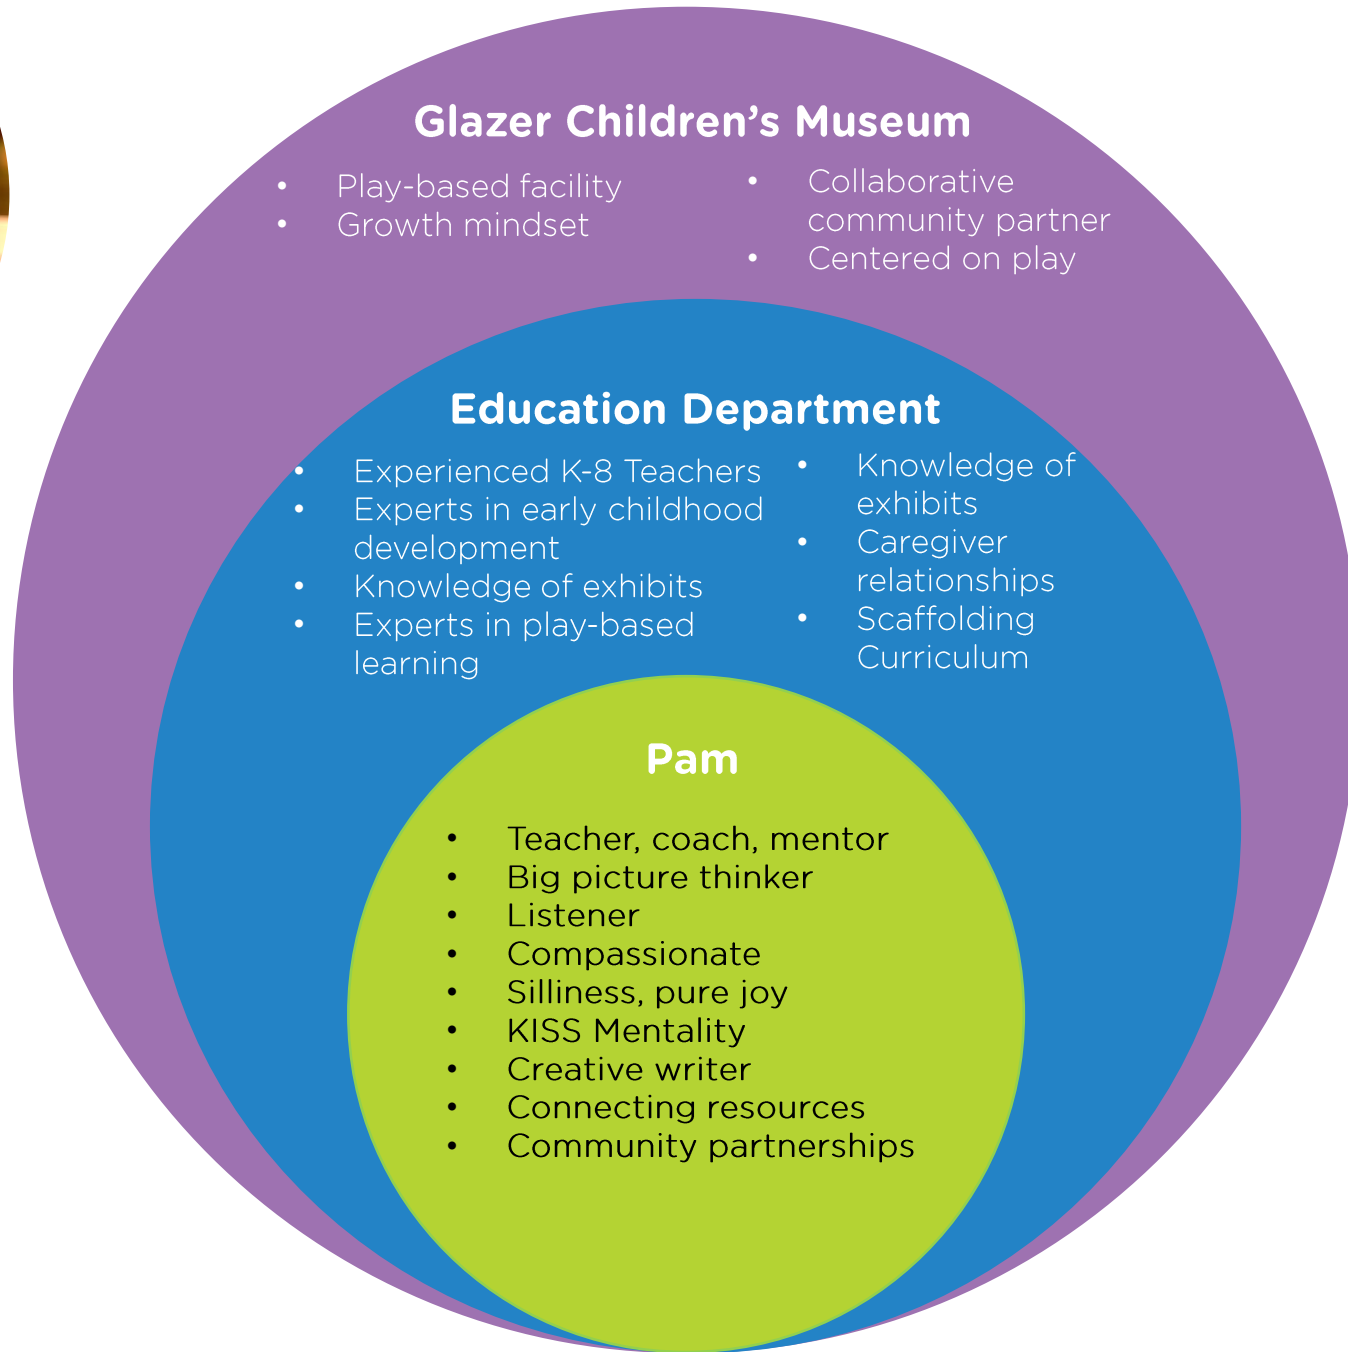 Glazer Children’s Museum
• Play-based facility
• Growth mindset
• Collaborative
community partner
• Centered on play
Education Department
• Experienced K-8 Teachers
• Experts in early childhood
development
• Knowledge of exhibits
• Experts in play-based
learning
• Knowledge of
exhibits
• Caregiver
relationships
• Scaffolding
Curriculum
Pam
• Teacher, coach, mentor
• Big picture thinker
• Listener
• Compassionate
• Silliness, pure joy
• KISS Mentality
• Creative writer
• Connecting resources
• Community partnerships